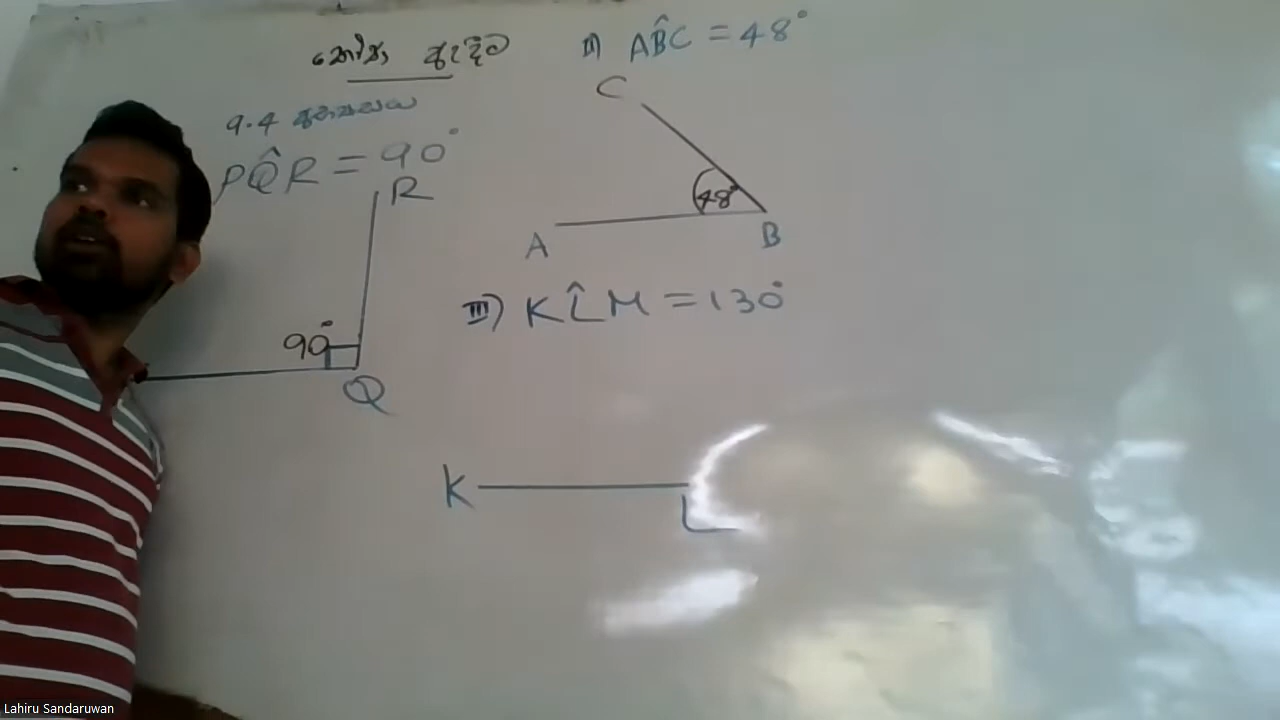 කෝණ ඇඳීම
9.4 අභ්‍යාසය
PQ̂R = 90°
R
90°
Q
II) AB̂C = 48°
C
48°
A
B
III) KL̂M = 130°
K
L
Lahiru Sandaruwan